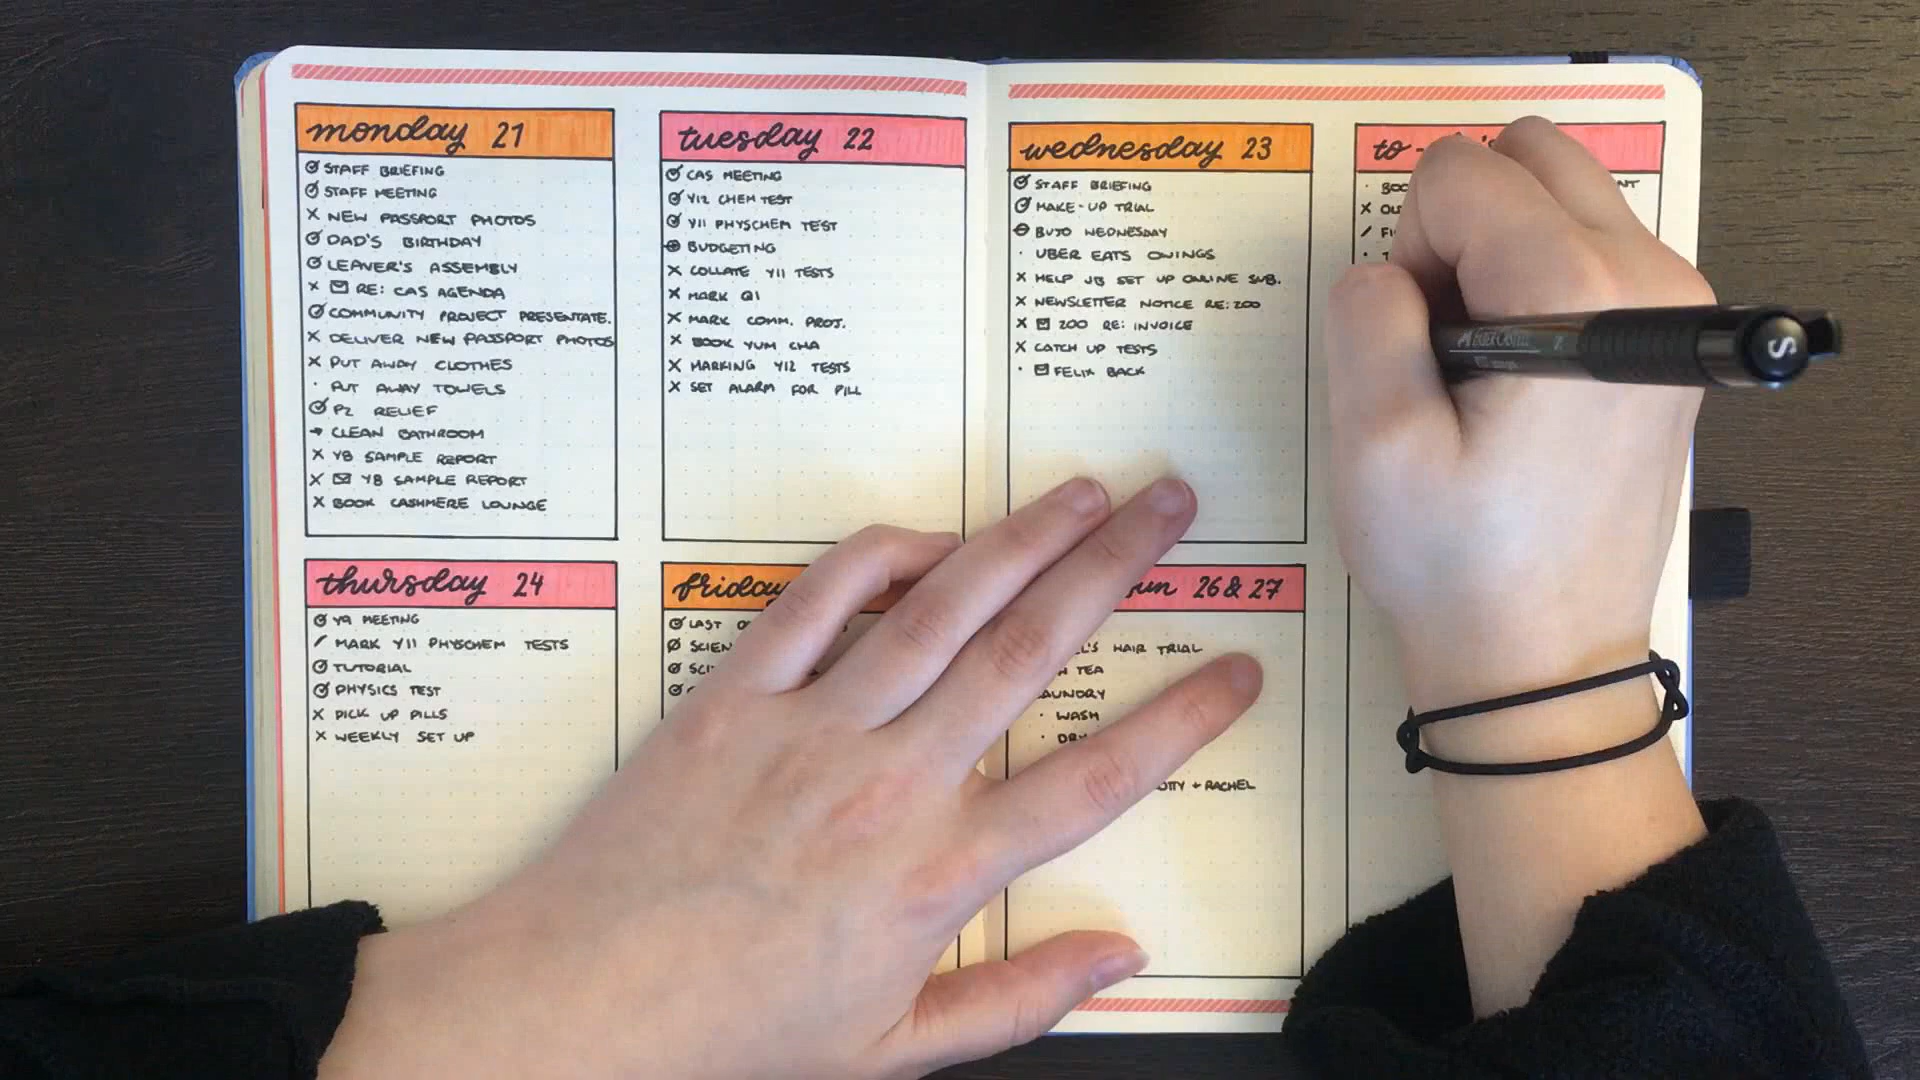 monday 21
STAFF BRIEFING
STAFF MEETING
X NEW PASSPORT PHOTOS
DAD'S BIRTHDAY
LEAVER'S ASSEMBLY
X RE: CAS AGENDA
COMMUNITY PROJECT PRESENTATE.
X DELIVER NEW PASSPORT PHOTOS
X PUT AWAY CLOTHES
· PUT AWAY TOWELS
P2 RELIEF
→ CLEAN BATHROOM
X Y8 SAMPLE REPORT
X Y8 SAMPLE REPORT
X BOOK CASHMERE LOUNGE
tuesday 22
CAS MEETING
Y12 CHEM TEST
Y11 PHYSCHEM TEST
BUDGETING
X COLLATE Y11 TESTS
X MARK Q1
X MARK COMM. PROJ.
X BOOK YUM CHA
X MARKING Y12 TESTS
X SET ALARM FOR PILL
wednesday 23
STAFF BRIEFING
MAKE-UP TRIAL
BUJO WEDNESDAY
· UBER EATS OWINGS
X HELP JB SET UP ONLINE SUB.
X NEWSLETTER NOTICE RE: ZOO
X ZOO RE: INVOICE
X CATCH UP TESTS
· FELIX BACK
to-
X
/
thursday 24
Y9 MEETING
/ MARK Y11 PHYSCHEM TESTS
TUTORIAL
PHYSICS TEST
X PICK UP PILLS
X WEEKLY SET UP
friday
LAST
sun 26 & 27
HAIR TRIAL
TEA
LAUNDRY
· WASH
· DRY
+ RACHEL
S